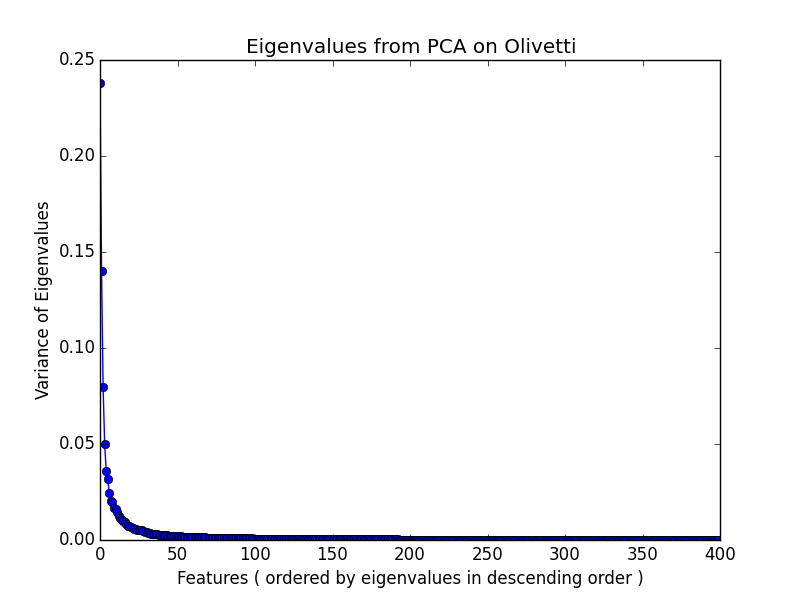 Eigenvalues from PCA on Olivetti
0.25
0.20
0.15
0.10
0.05
0.00
Variance of Eigenvalues
0 50 100 150 200 250 300 350 400
Features ( ordered by eigenvalues in descending order )